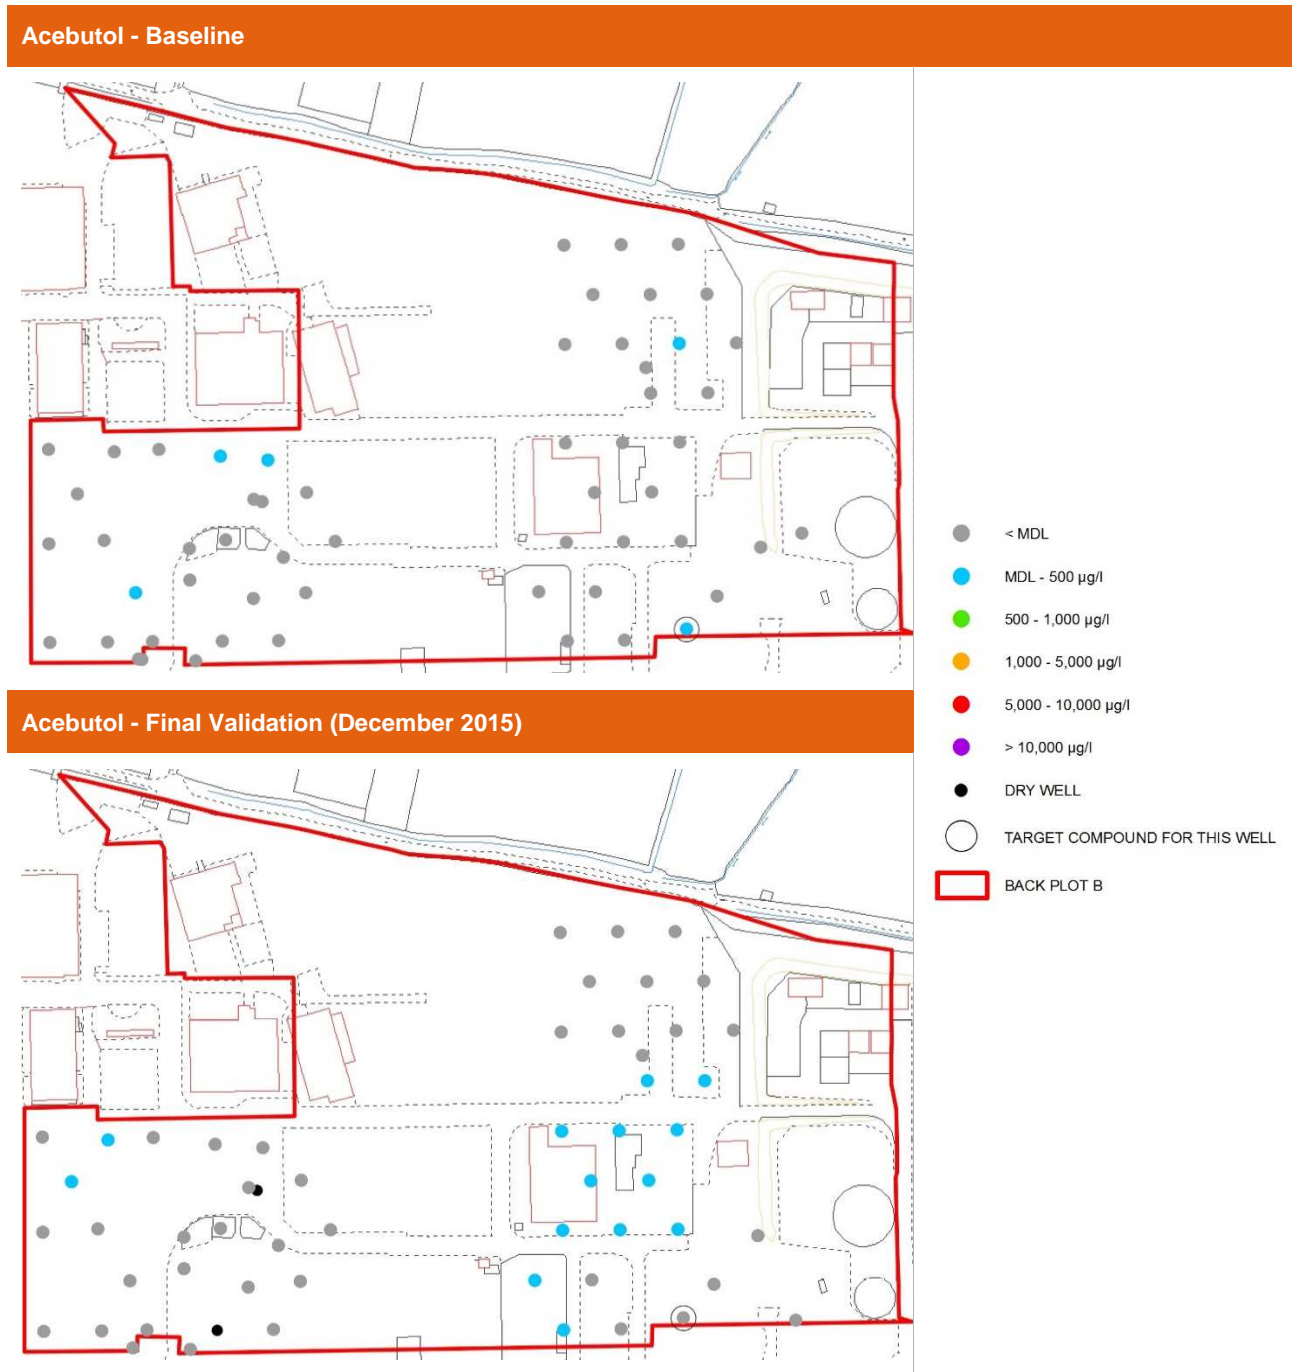 Acebutol - Baseline
< MDL
MDL - 500 µg/l
500 - 1,000 µg/l
1,000 - 5,000 µg/l
5,000 - 10,000 µg/l
> 10,000 µg/l
DRY WELL
TARGET COMPOUND FOR THIS WELL
BACK PLOT B
Acebutol - Final Validation (December 2015)